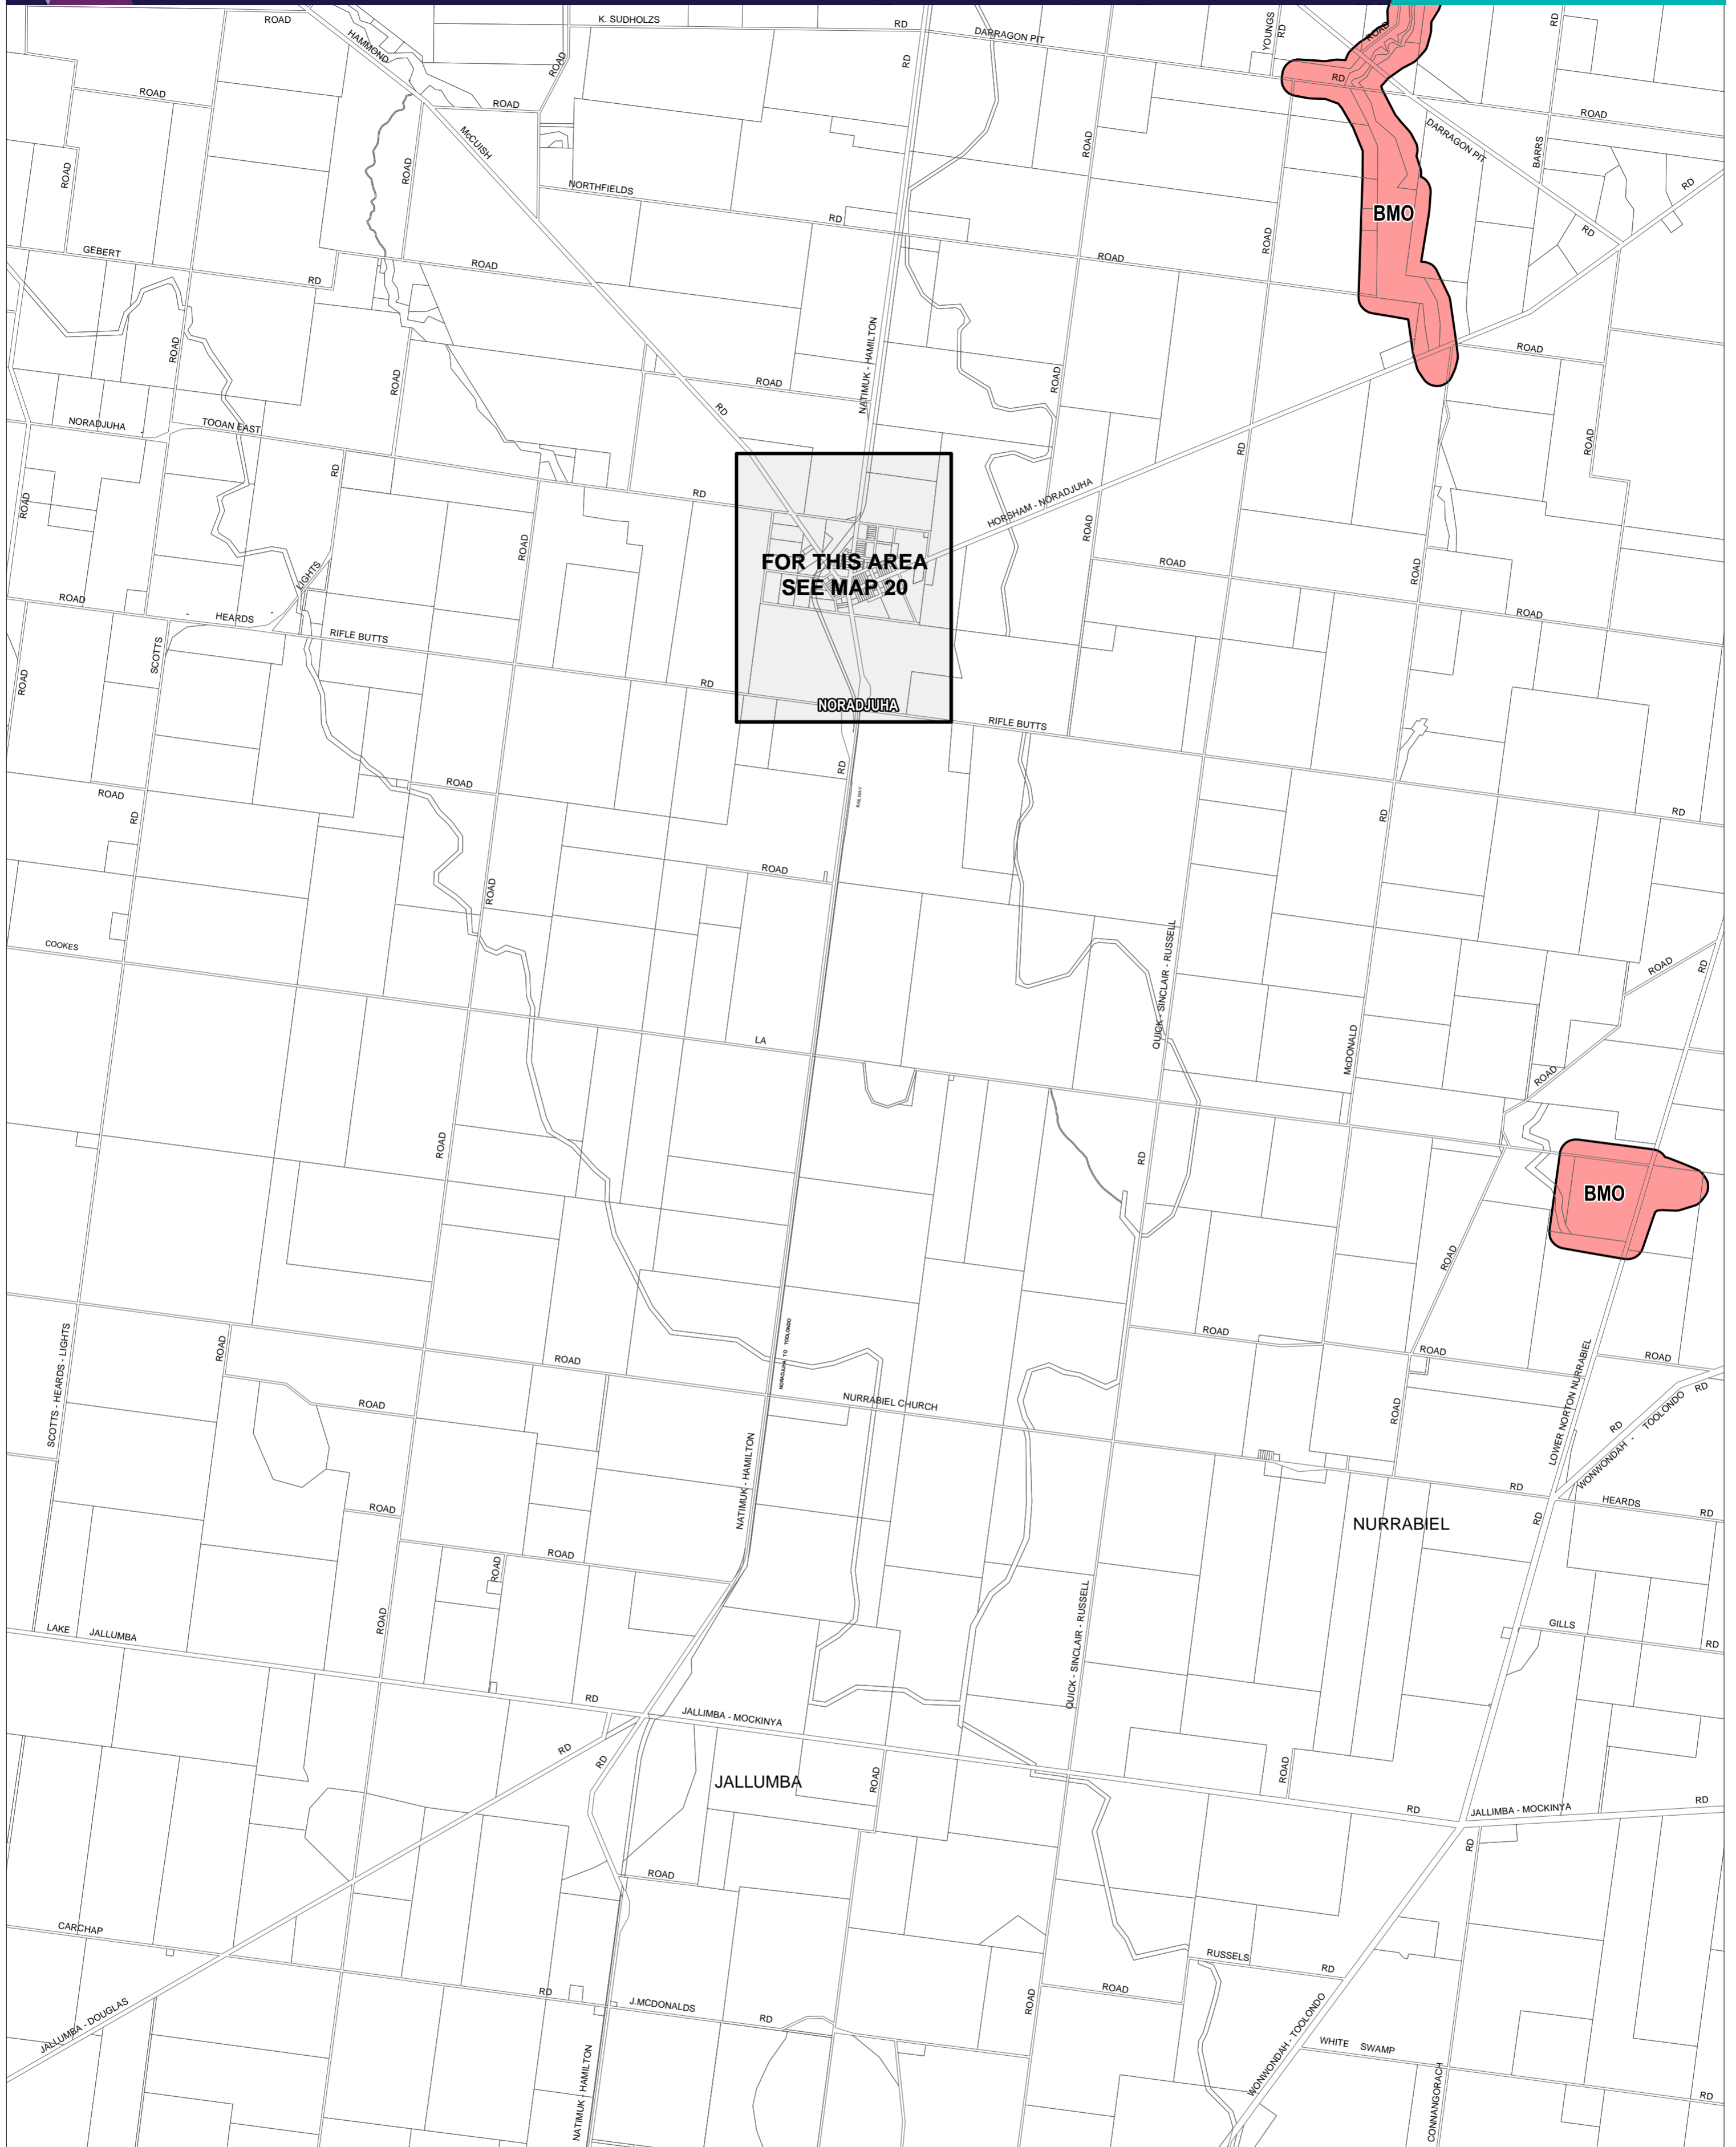 ROAD
K. SUDHOLZS
RD
YOUNGS
RD
RD
ROAD
HAMMOND
DARRAGON PIT
RD
ROAD
ROAD
RD
ROAD
ROAD
ROAD
McCUISH
DARRAGON PIT
BARRS
ROAD
ROAD
ROAD
NORTHFIELDS
RD
RD
BMO
RD
ROAD
GEBERT
ROAD
ROAD
RD
NATIMUK - HAMILTON
ROAD
ROAD
ROAD
ROAD
ROAD
RD
NORADJUHA
TOOAN EAST
RD
ROAD
RD
RD
HORSHAM - NORADJUHA
ROAD
ROAD
ROAD
FOR THIS AREA
SEE MAP 20
LIGHTS
ROAD
ROAD
ROAD
HEARDS
RIFLE BUTTS
ROAD
SCOTTS
ROAD
RD
NORADJUHA
RIFLE BUTTS
RD
ROAD
ROAD
RD
RAILWAY
RD
RD
ROAD
ROAD
COOKES
QUICK - SINCLAIR - RUSSELL
ROAD
RD
LA
McDONALD
ROAD
ROAD
RD
BMO
ROAD
SCOTTS - HEARDS - LIGHTS
ROAD
NORADJUHA TO TOOLONDO
ROAD
ROAD
ROAD
ROAD
LOWER NORTON NURRABIEL
ROAD
NURRABIEL CHURCH
ROAD
RD
RD
WONWONDAH - TOOLONDO
NATIMUK - HAMILTON
RD
HEARDS
RD
ROAD
RD
NURRABIEL
ROAD
ROAD
ROAD
LAKE JALLUMBA
QUICK - SINCLAIR - RUSSELL
GILLS
RD
RD
JALLIMBA - MOCKINYA
RD
RD
JALLUMBA
ROAD
ROAD
RD
JALLIMBA - MOCKINYA
RD
RD
ROAD
CARCHAP
RUSSELS
RD
RD
J.MCDONALDS
RD
ROAD
ROAD
JALLUMBA - DOUGLAS
WONWONDAH - TOOLONDO
WHITE SWAMP
NATIMUK - HAMILTON
CONNANGORACH
RD